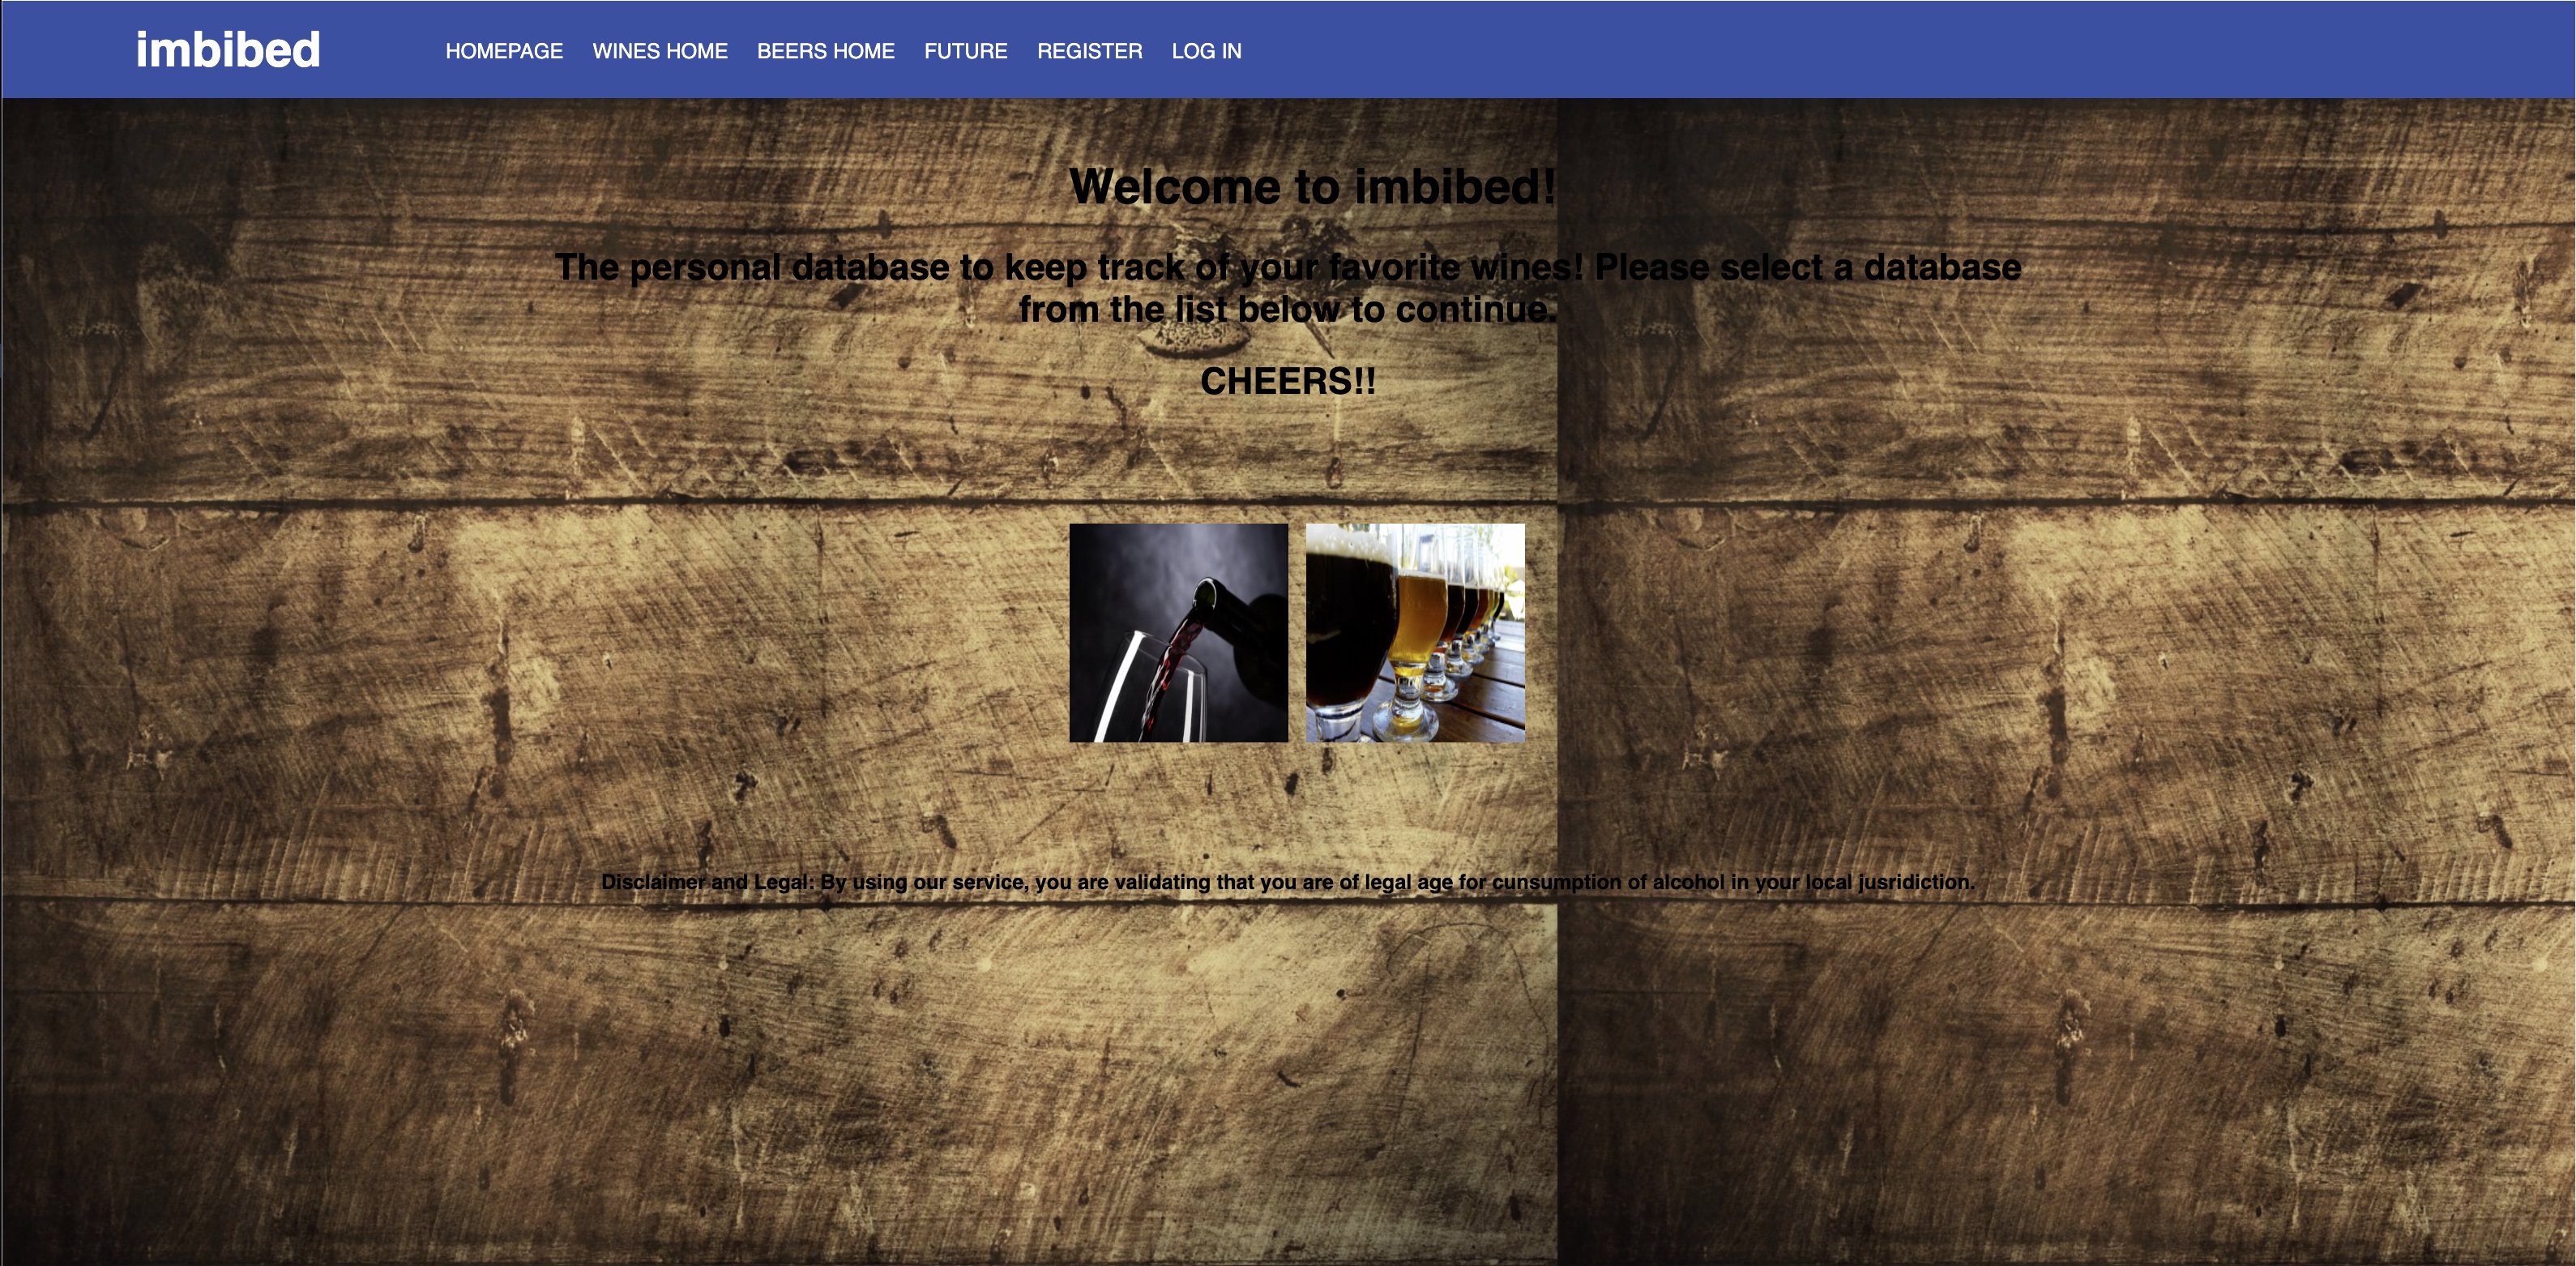 imbibed
HOMEPAGE WINES HOME BEERS HOME FUTURE REGISTER LOG IN
Welcome to imbibed!
The personal database to keep track of your favorite wines! Please select a database
from the list below to continue.
CHEERS!!
Disclaimer and Legal: By using our service, you are validating that you are of legal age for cunsumption of alcohol in your local jusridiction.